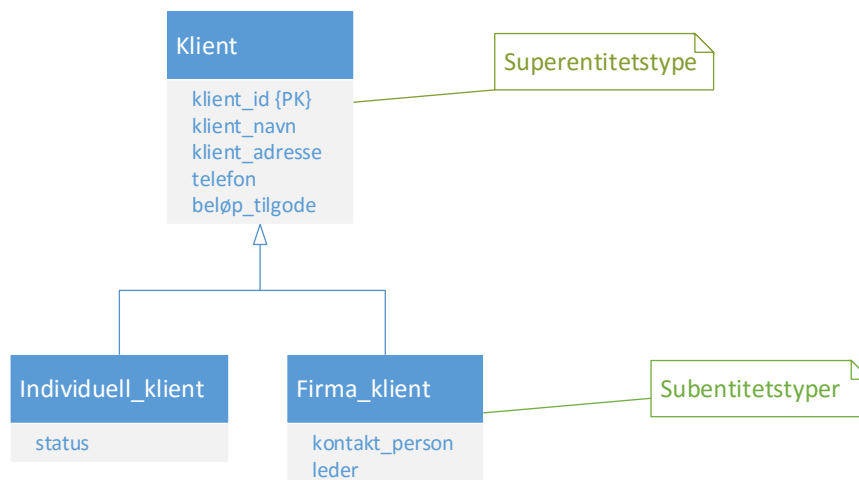 Klient
Superentitetstype
klient_id {PK}
klient_navn
klient_adresse
telefon
beløp_tilgode
Individuell_klient
Firma_klient
Subentitetstyper
status
kontakt_person
leder